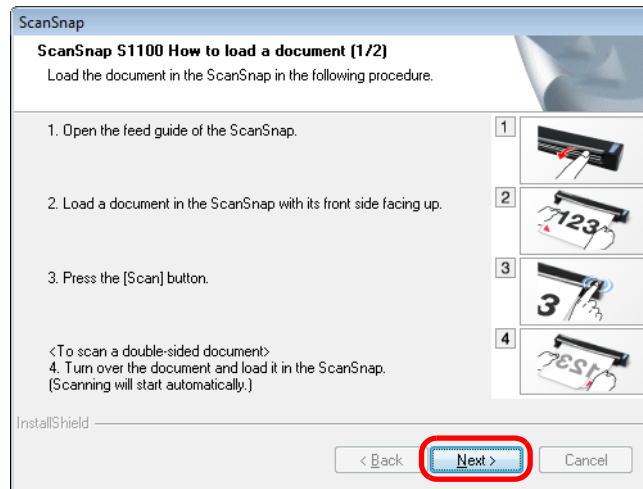 ScanSnap
ScanSnap S1100 How to load a document (1/2)
Load the document in the ScanSnap in the following procedure.
1. Open the feed guide of the ScanSnap.
1
2. Load a document in the ScanSnap with its front side facing up.
2
123
3. Press the [Scan] button.
3
3
<To scan a double-sided document>
4. Turn over the document and load it in the ScanSnap.
(Scanning will start automatically.)
4
123
InstallShield
< Back
Next >
Cancel